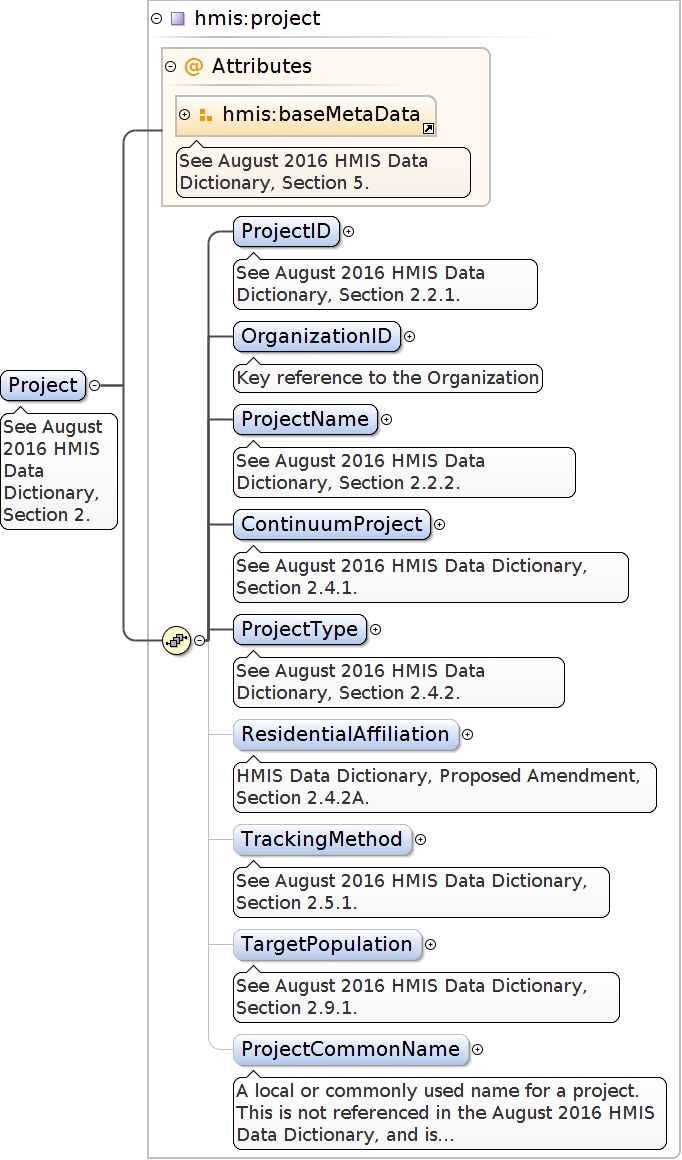 hmis:project
Attributes
hmis:baseMetaData
See August 2016 HMIS Data
Dictionary, Section 5.
ProjectID
See August 2016 HMIS Data
Dictionary, Section 2.2.1.
OrganizationID
Key reference to the Organization
Project
See August
2016 HMIS
Data
Dictionary,
Section 2.
ProjectName
See August 2016 HMIS Data
Dictionary, Section 2.2.2.
ContinuumProject
See August 2016 HMIS Data Dictionary,
Section 2.4.1.
ProjectType
See August 2016 HMIS Data
Dictionary, Section 2.4.2.
ResidentialAffiliation
HMIS Data Dictionary, Proposed Amendment,
Section 2.4.2A.
TrackingMethod
See August 2016 HMIS Data Dictionary,
Section 2.5.1.
TargetPopulation
See August 2016 HMIS Data Dictionary,
Section 2.9.1.
ProjectCommonName
A local or commonly used name for a project.
This is not referenced in the August 2016 HMIS
Data Dictionary, and is...